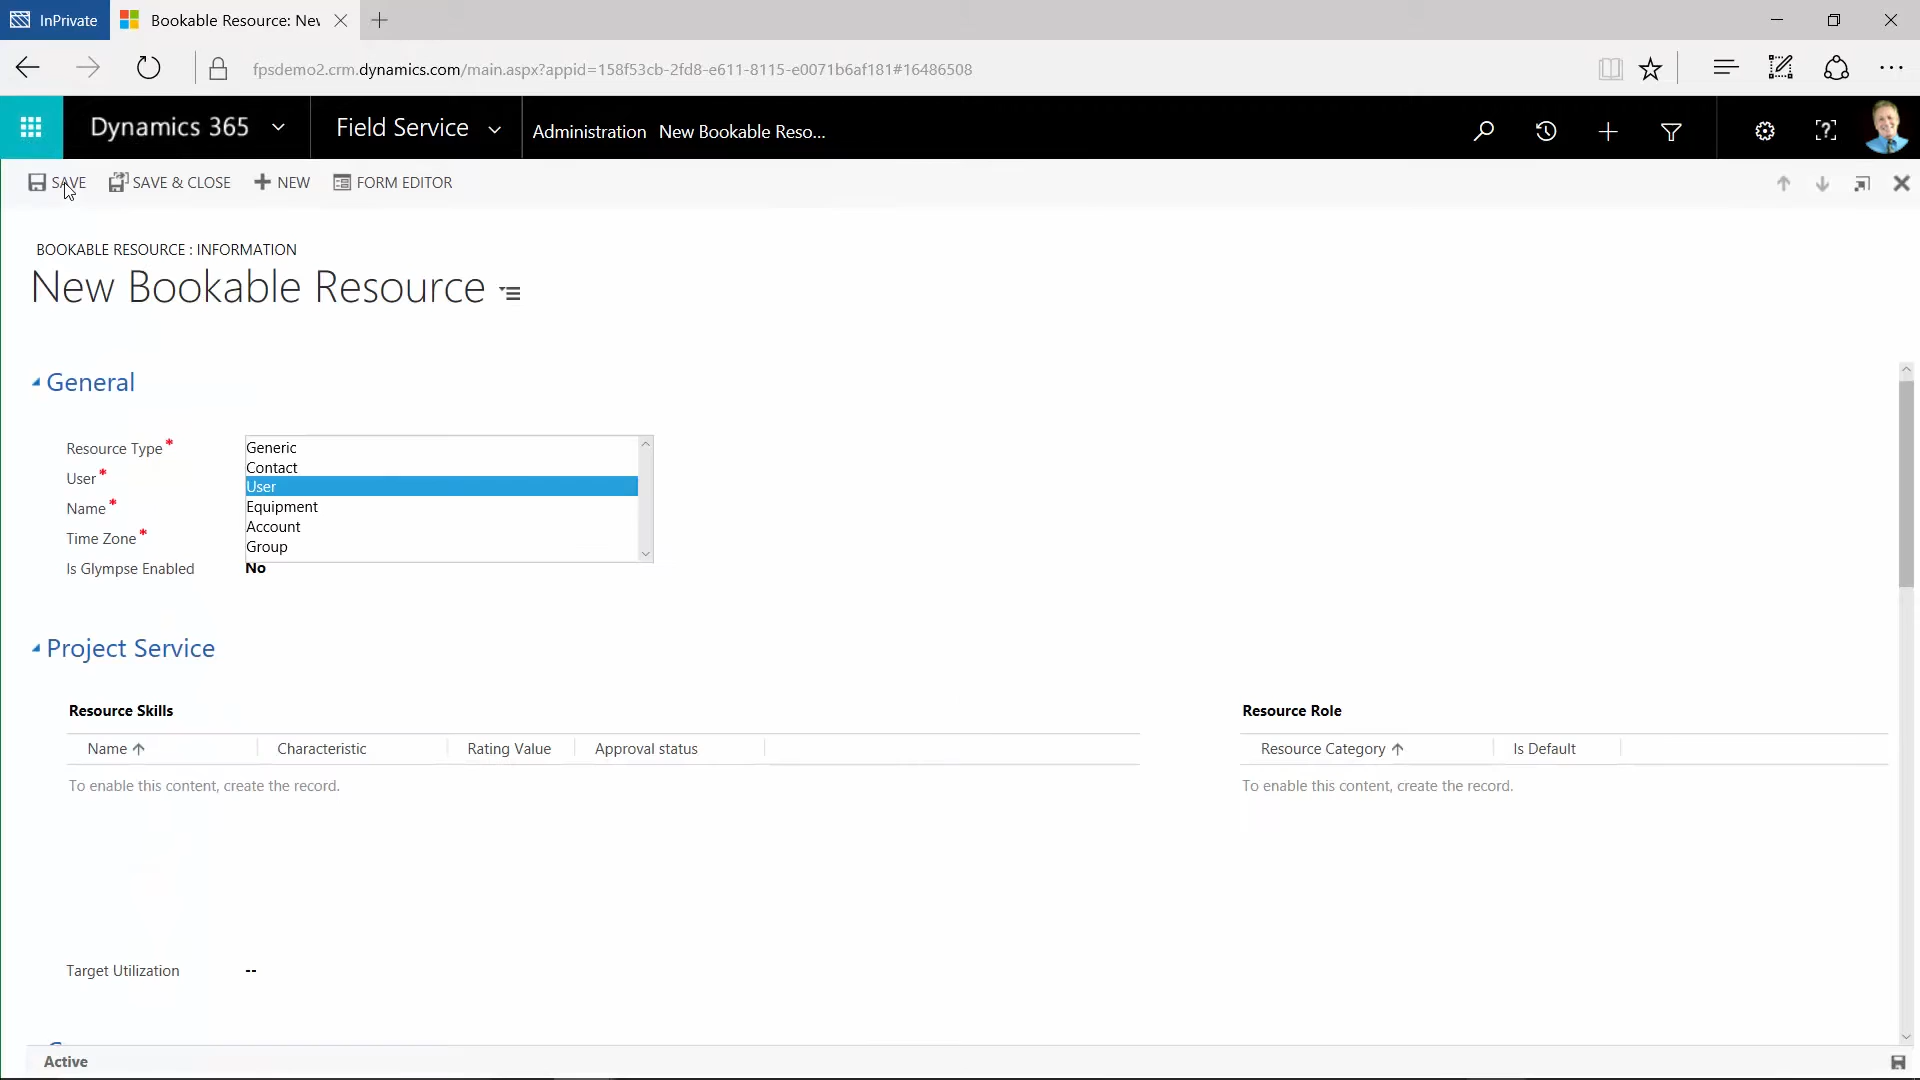 InPrivate
Bookable Resource: Nev
fpsdemo2.crm.dynamics.com/main.aspx?appid=158f53cb-2fd8-e611-8115-e0071b6af181#16486508
Dynamics 365
Field Service
Administration New Bookable Reso...
SAVE
SAVE & CLOSE
NEW
FORM EDITOR
BOOKABLE RESOURCE : INFORMATION
New Bookable Resource
General
Resource Type*
User*
Name*
Time Zone*
Is Glympse Enabled
Generic
Contact
User
Equipment
Account
Group
No
Project Service
Resource Skills
Name Characteristic Rating Value Approval status
To enable this content, create the record.
Resource Role
Resource Category Is Default
To enable this content, create the record.
Target Utilization --
Active